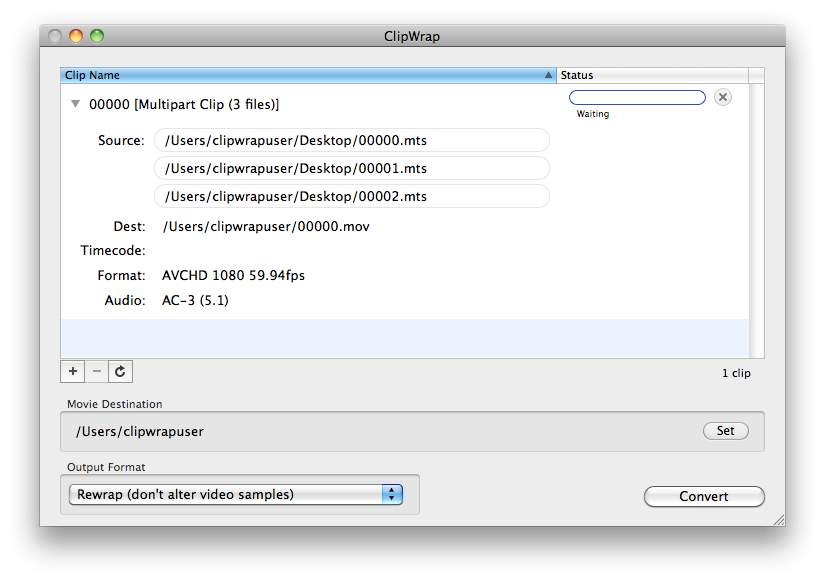 ClipWrap
Clip Name Status
00000 [Multipart Clip (3 files)]
Waiting
Source: /Users/clipwrapuser/Desktop/00000.mts
/Users/clipwrapuser/Desktop/00001.mts
/Users/clipwrapuser/Desktop/00002.mts
Dest: /Users/clipwrapuser/00000.mov
Timecode:
Format: AVCHD 1080 59.94fps
Audio: AC-3 (5.1)
1 clip
Movie Destination
/Users/clipwrapuser Set
Output Format
Rewrap (don't alter video samples) Convert